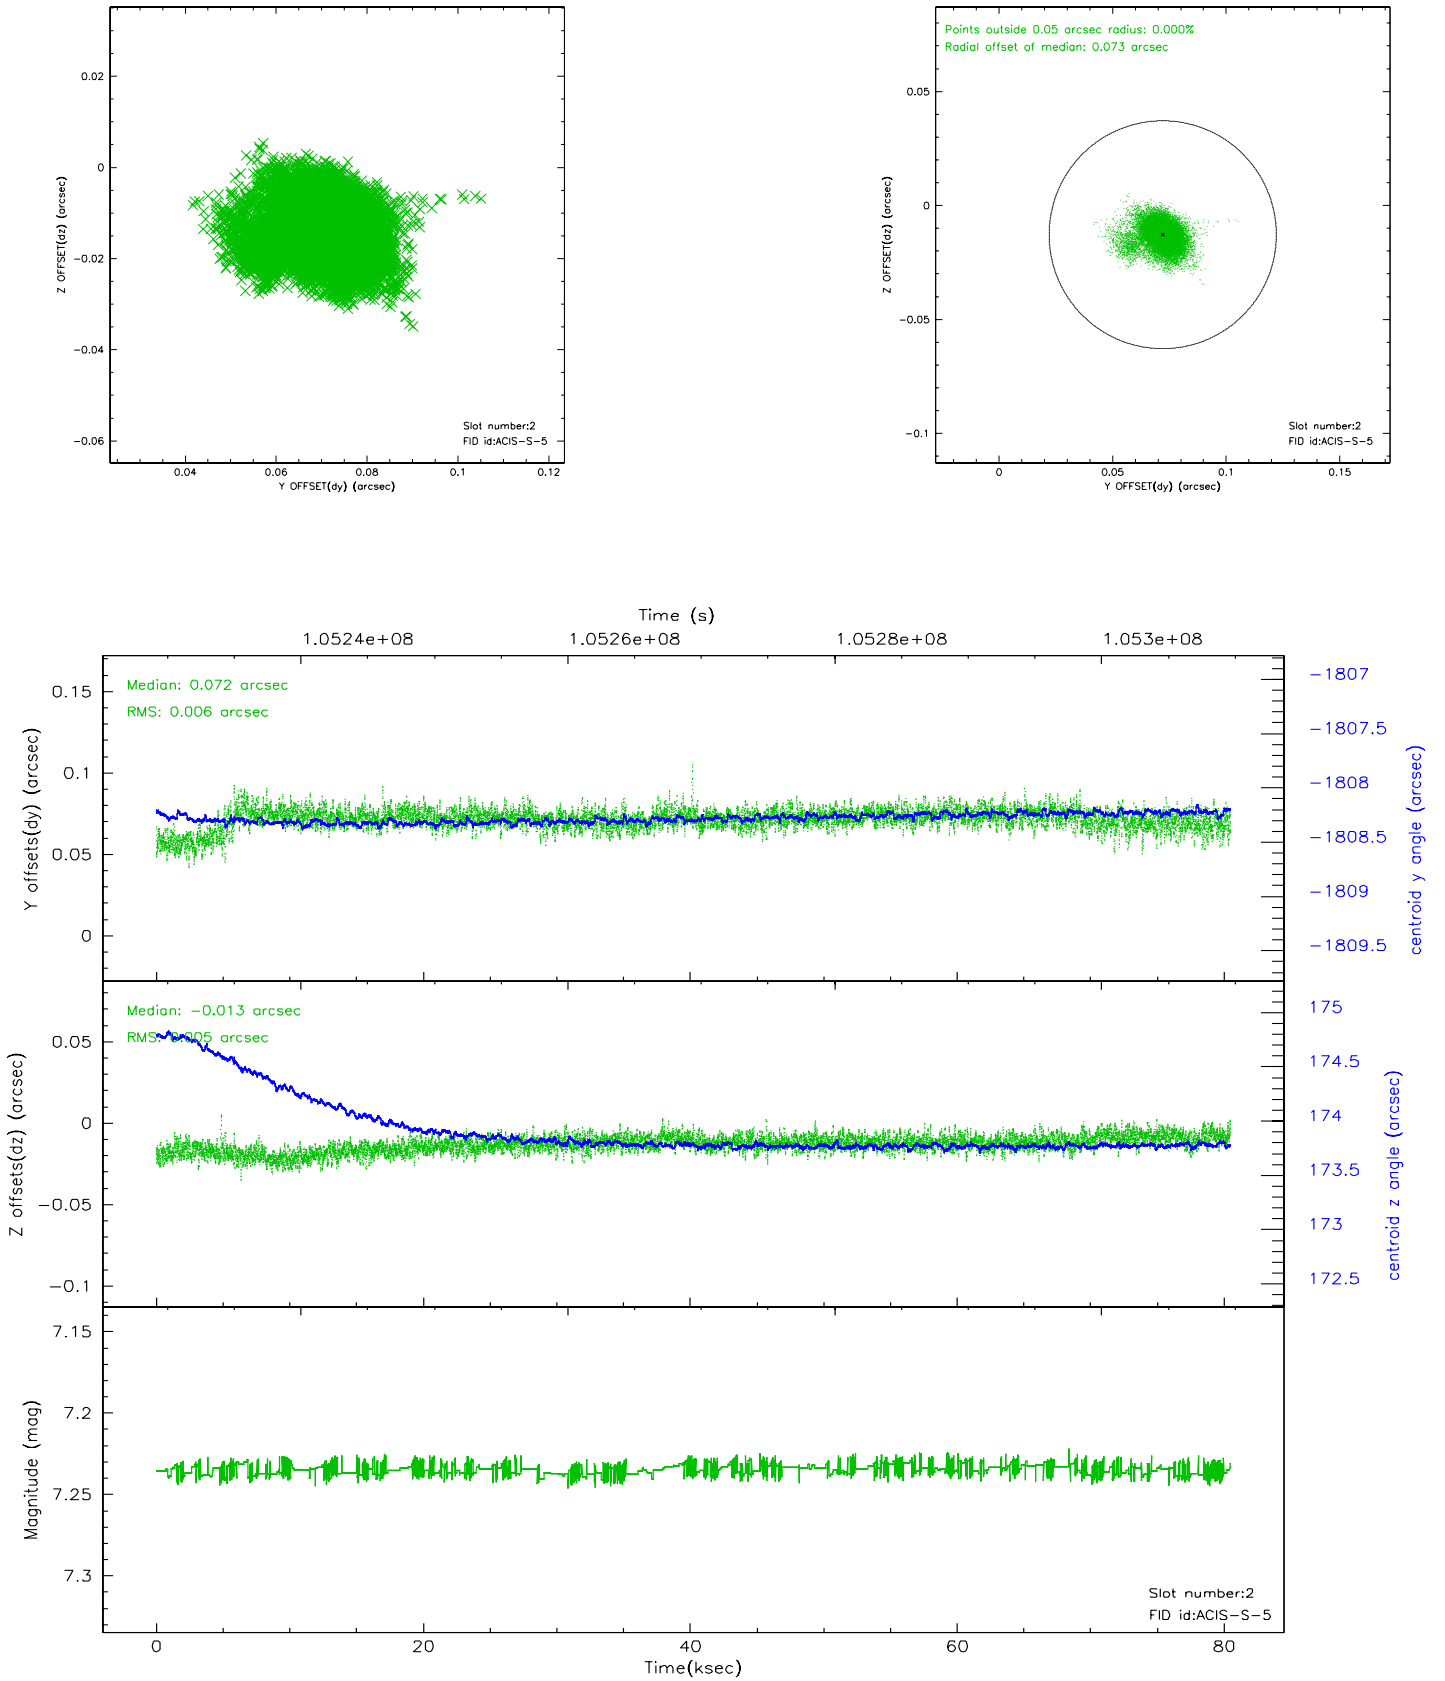 0.02
0
−0.02
−0.04
−0.06
Z OFFSET(dz) (arcsec)
Slot number:2
FID id:ACIS−S−5
0.04
0.06
0.08
0.1
0.12
Y OFFSET(dy) (arcsec)
Points outside 0.05 arcsec radius: 0.000%
Radial offset of median: 0.073 arcsec
0.05
0
−0.05
−0.1
Z OFFSET(dz) (arcsec)
Slot number:2
FID id:ACIS−S−5
0
0.05
0.1
0.15
Y OFFSET(dy) (arcsec)
Time (s)
1.0524e+08
1.0526e+08
1.0528e+08
1.053e+08
Median: 0.072 arcsec
RMS: 0.006 arcsec
0.15
0.1
0.05
0
Y offsets(dy) (arcsec)
−1807
−1807.5
−1808
−1808.5
−1809
−1809.5
centroid y angle (arcsec)
Median: −0.013 arcsec
RMS: 0.005 arcsec
0.05
0
−0.05
−0.1
Z offsets(dz) (arcsec)
175
174.5
174
173.5
173
172.5
centroid z angle (arcsec)
7.15
7.2
7.25
7.3
Magnitude (mag)
Slot number:2
FID id:ACIS−S−5
0
20
40
60
80
Time(ksec)